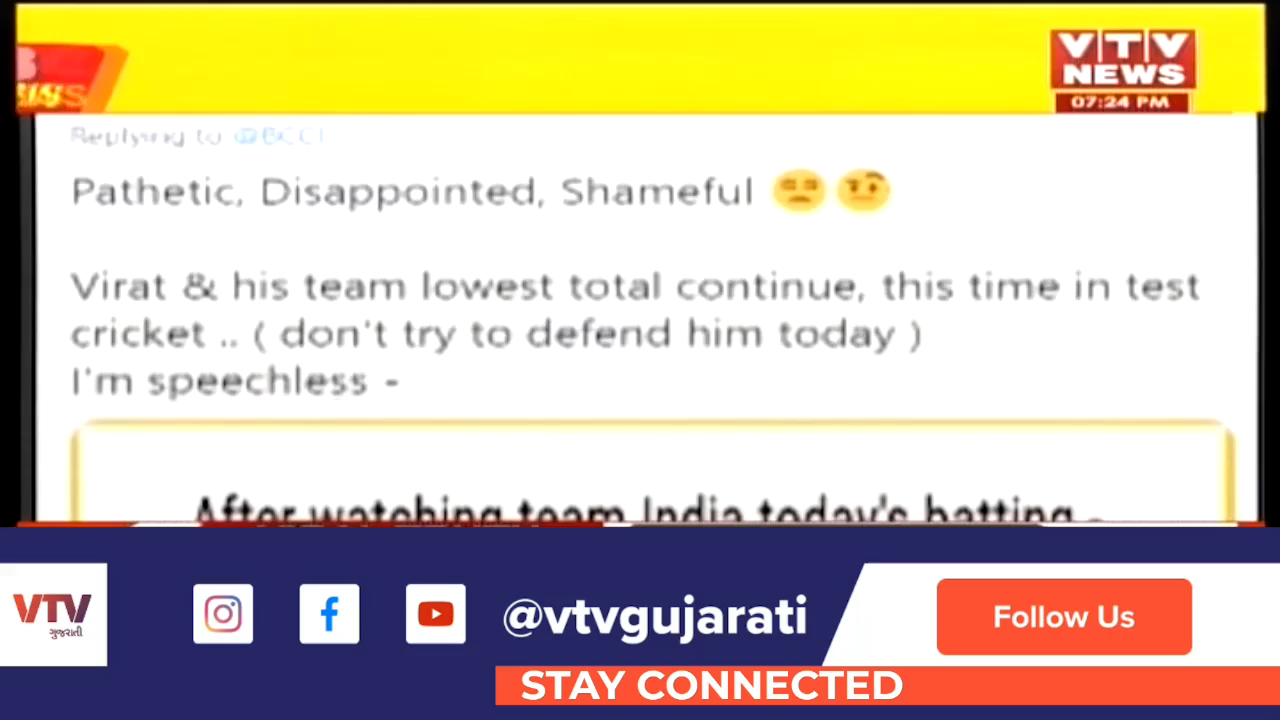 VTV
NEWS
07:24 PM
Replying to @BCCI
Pathetic, Disappointed, Shameful 😒🤨
Virat & his team lowest total continue, this time in test
cricket .. ( don't try to defend him today )
I'm speechless -
After watching team India today's batting -
VTV
ગુજરાતી
@vtvgujarati
Follow Us
STAY CONNECTED